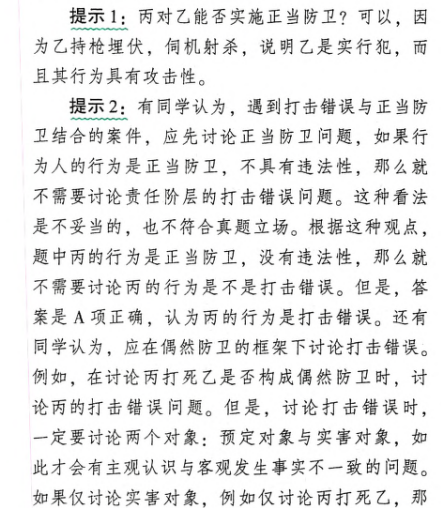 提示1：丙对乙能否实施正当防卫？可以，因
为乙持枪埋伏，伺机射杀，说明乙是实行犯，而
且其行为具有攻击性。
提示2：有同学认为，遇到打击错误与正当防
卫结合的案件，应先讨论正当防卫问题，如果行
为人的行为是正当防卫，不具有违法性，那么就
不需要讨论责任阶层的打击错误问题。这种看法
是不妥当的，也不符合真题立场。根据这种观点，
题中丙的行为是正当防卫，没有违法性，那么就
不需要讨论丙的行为是不是打击错误。但是，答
案是 A 项正确，认为丙的行为是打击错误。还有
同学认为，应在偶然防卫的框架下讨论打击错误。
例如，在讨论丙打死乙是否构成偶然防卫时，讨
论丙的打击错误问题。但是，讨论打击错误时，
一定要讨论两个对象：预定对象与实害对象，如
此才会有主观认识与客观发生事实不一致的问题。
如果仅讨论实害对象，例如仅讨论丙打死乙，那